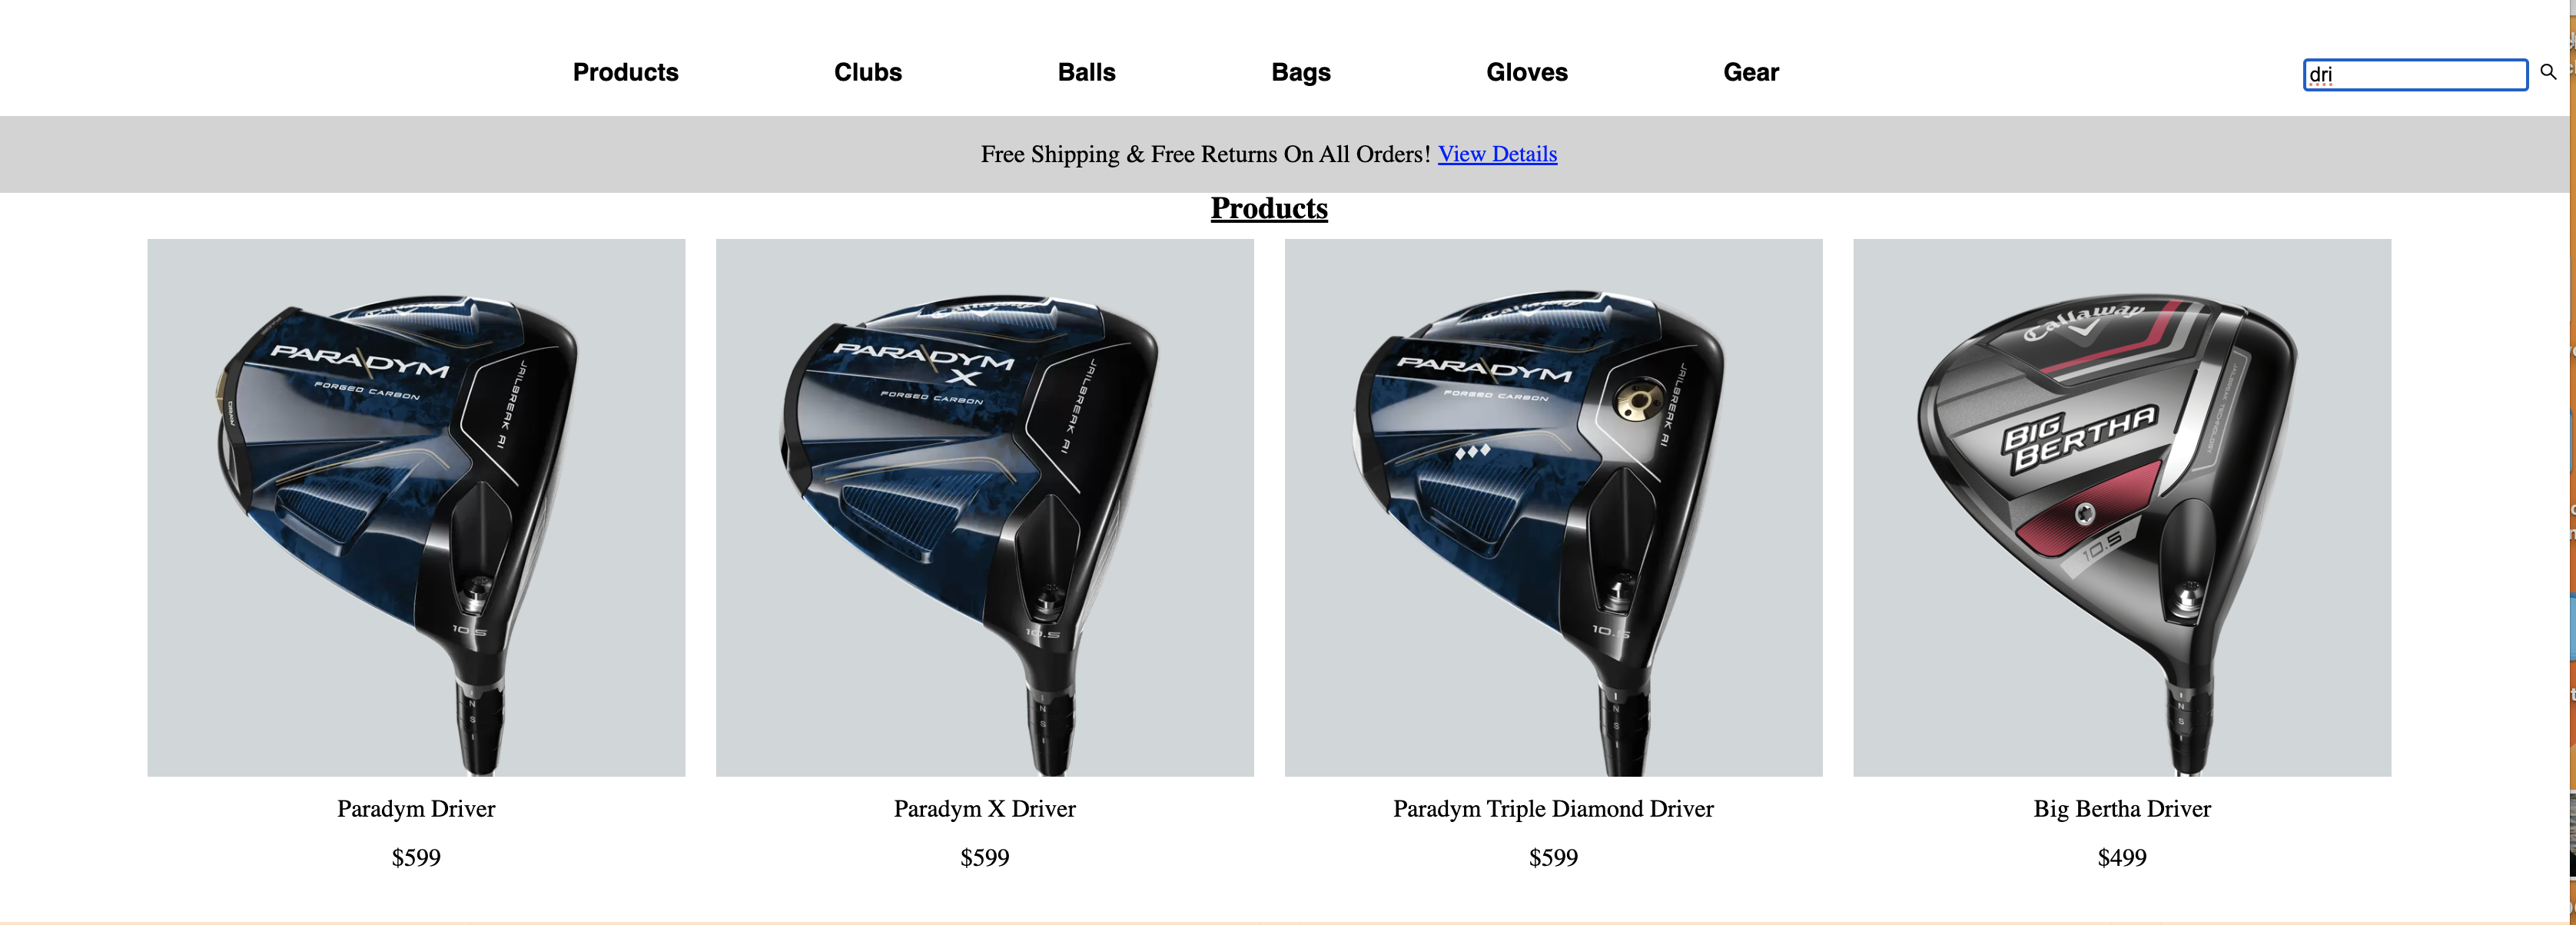 Products Clubs Balls Bags Gloves Gear dri
Free Shipping & Free Returns On All Orders! View Details
Products
PARADYM
FORGED CARBON
JAILBREAK AI
10.5
PARADYM
X
FORGED CARBON
JAILBREAK AI
10.5
PARADYM
FORGED CARBON
JAILBREAK AI
10.5
Callaway
BIG
BERTHA
10.5
Paradym Driver Paradym X Driver Paradym Triple Diamond Driver Big Bertha Driver
$599 $599 $599 $499